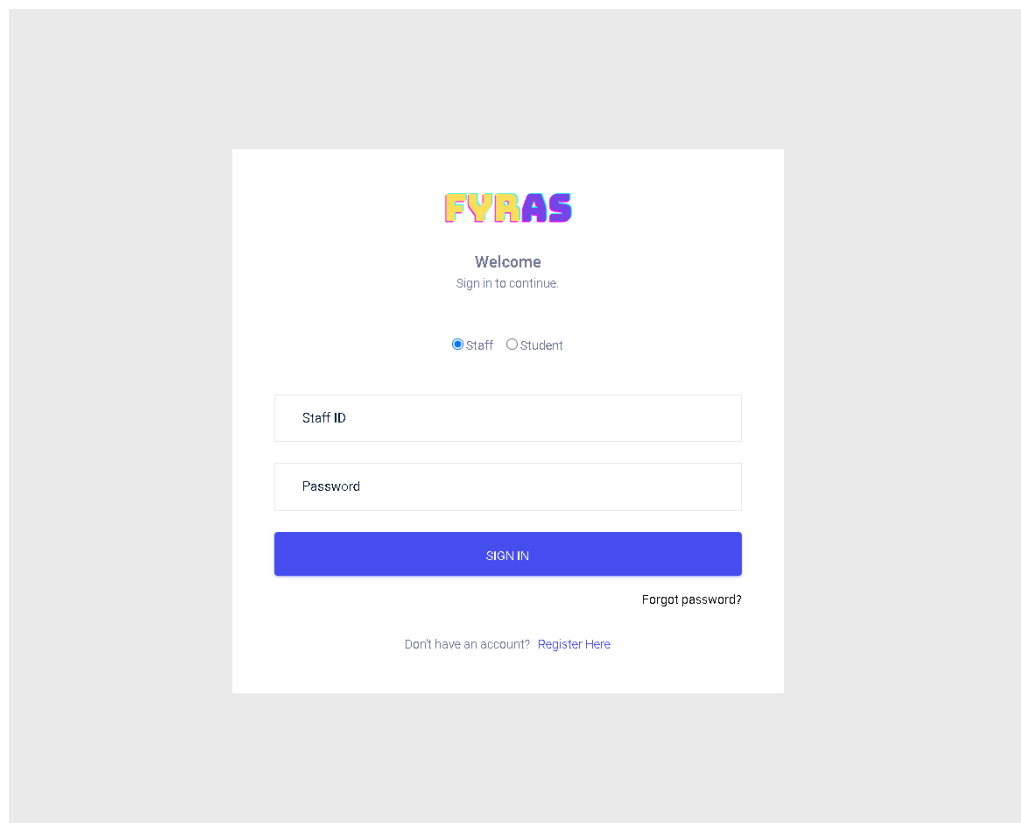 FYRAS
Welcome
Sign in to continue.
Staff Student
Staff ID
Password
SIGN IN
Forgot password?
Don't have an account? Register Here